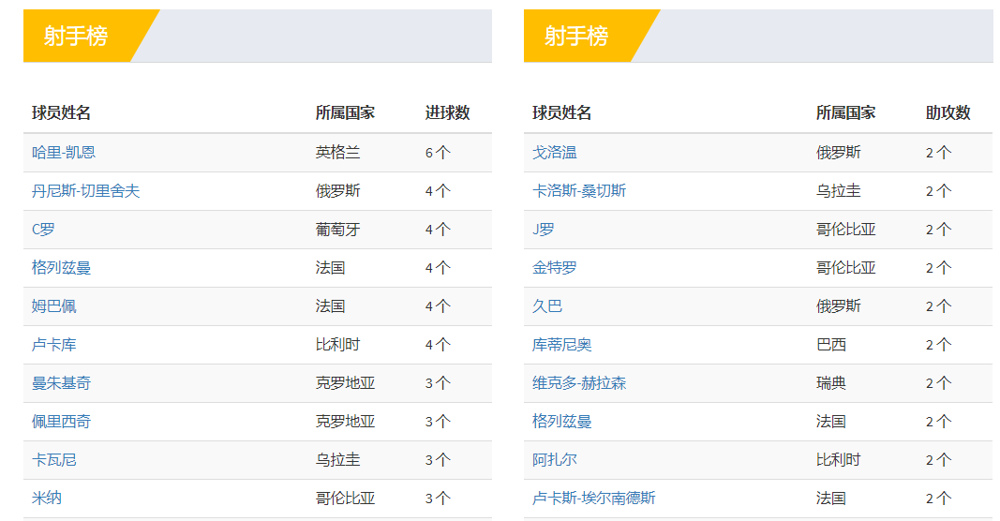 射手榜
球员姓名 所属国家 进球数
哈里-凯恩 英格兰 6 个
丹尼斯-切里舍夫 俄罗斯 4 个
C罗 葡萄牙 4 个
格列兹曼 法国 4 个
姆巴佩 法国 4 个
卢卡库 比利时 4 个
曼朱基奇 克罗地亚 3 个
佩里西奇 克罗地亚 3 个
卡瓦尼 乌拉圭 3 个
米纳 哥伦比亚 3 个
射手榜
球员姓名 所属国家 助攻数
戈洛温 俄罗斯 2 个
卡洛斯-桑切斯 乌拉圭 2 个
J罗 哥伦比亚 2 个
金特罗 哥伦比亚 2 个
久巴 俄罗斯 2 个
库蒂尼奥 巴西 2 个
维克多-赫拉森 瑞典 2 个
格列兹曼 法国 2 个
阿扎尔 比利时 2 个
卢卡斯-埃尔南德斯 法国 2 个